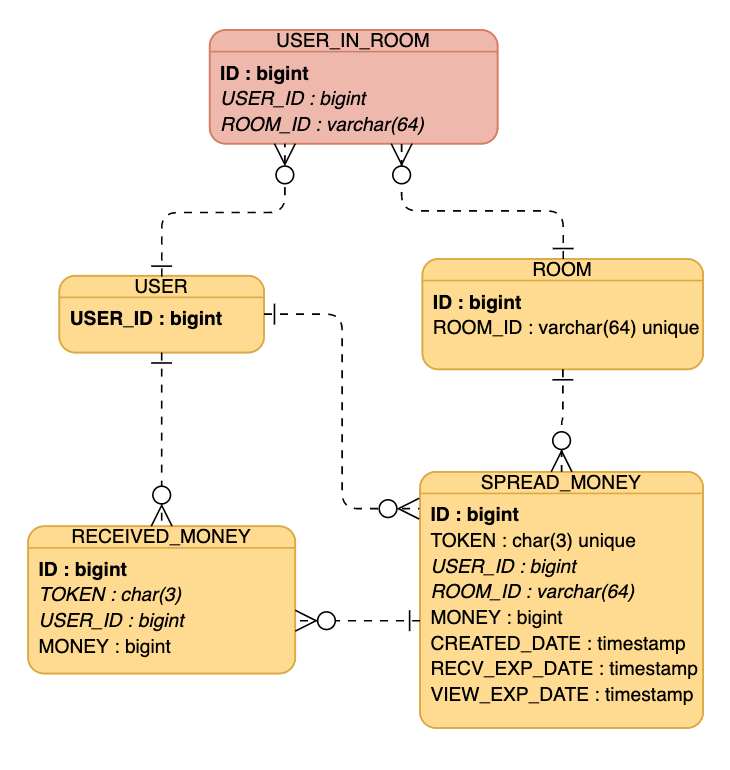 USER_IN_ROOM
ID : bigint
USER_ID : bigint
ROOM_ID : varchar(64)
USER
USER_ID : bigint
ROOM
ID : bigint
ROOM_ID : varchar(64) unique
RECEIVED_MONEY
ID : bigint
TOKEN : char(3)
USER_ID : bigint
MONEY : bigint
SPREAD_MONEY
ID : bigint
TOKEN : char(3) unique
USER_ID : bigint
ROOM_ID : varchar(64)
MONEY : bigint
CREATED_DATE : timestamp
RECV_EXP_DATE : timestamp
VIEW_EXP_DATE : timestamp